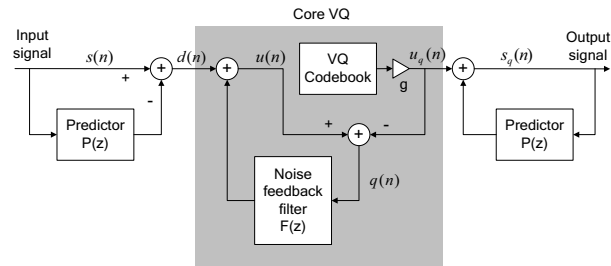 Core VQ
Input
signal
s(n)
+
+
-
d(n)
+
u(n)
VQ
Codebook
g
u_q(n)
+
s_q(n)
Output
signal
Predictor
P(z)
+
+
-
q(n)
Noise
feedback
filter
F(z)
Predictor
P(z)